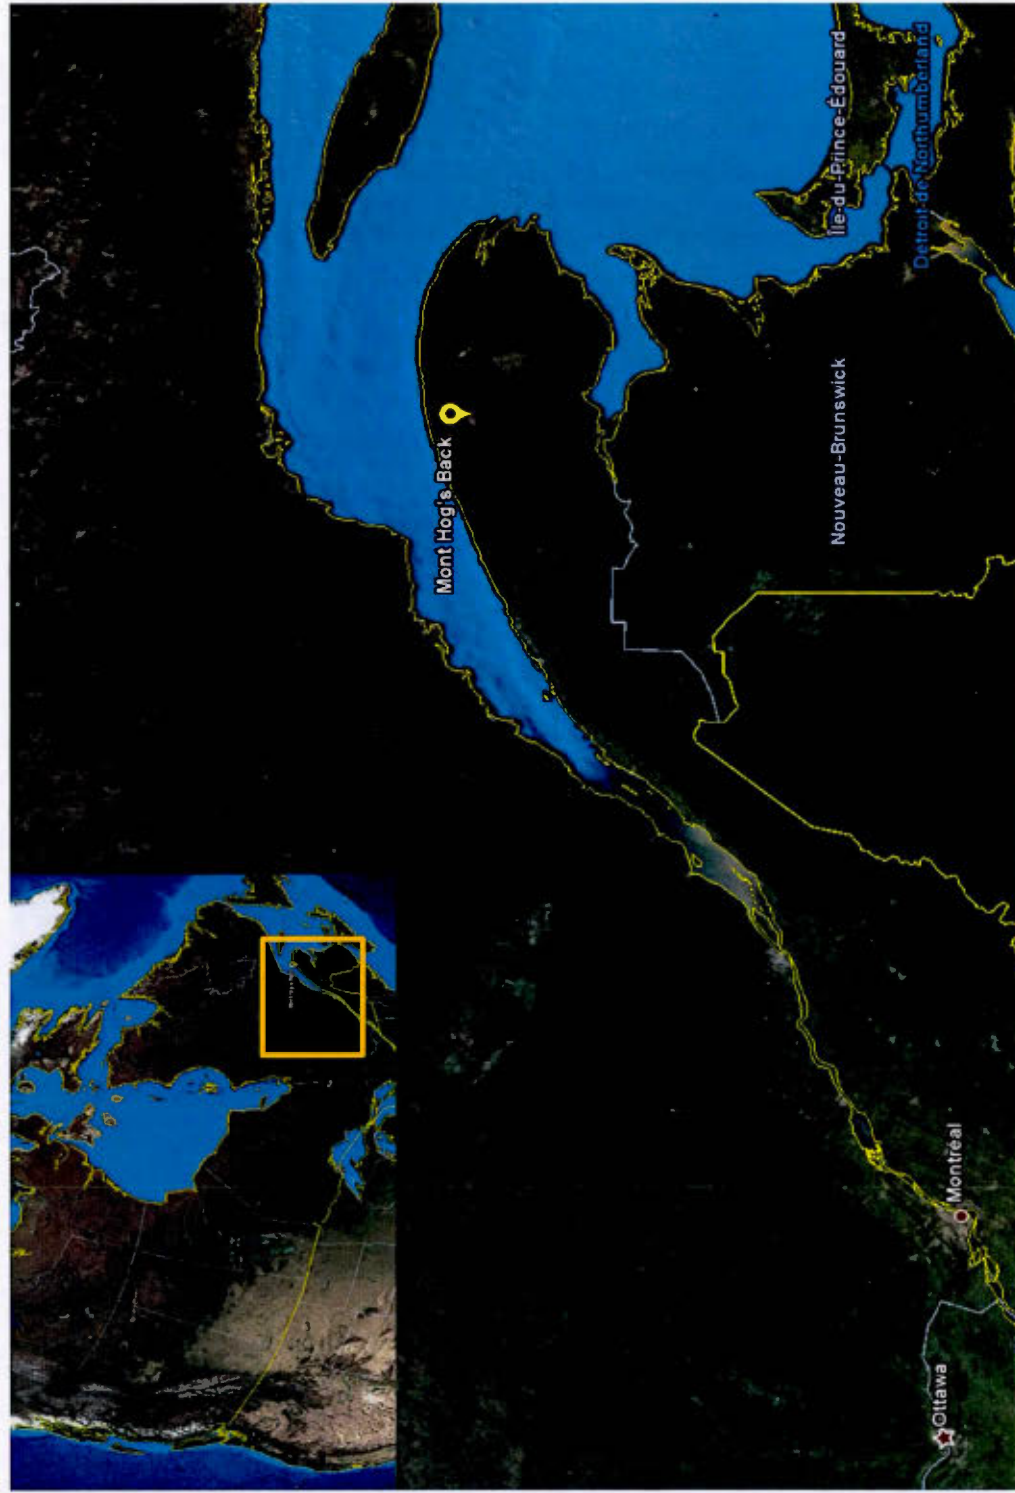 Mont Hog's Back
Île-du-Prince-Édouard
Détroit de Northumberland
Nouveau-Brunswick
Montréal
Ottawa